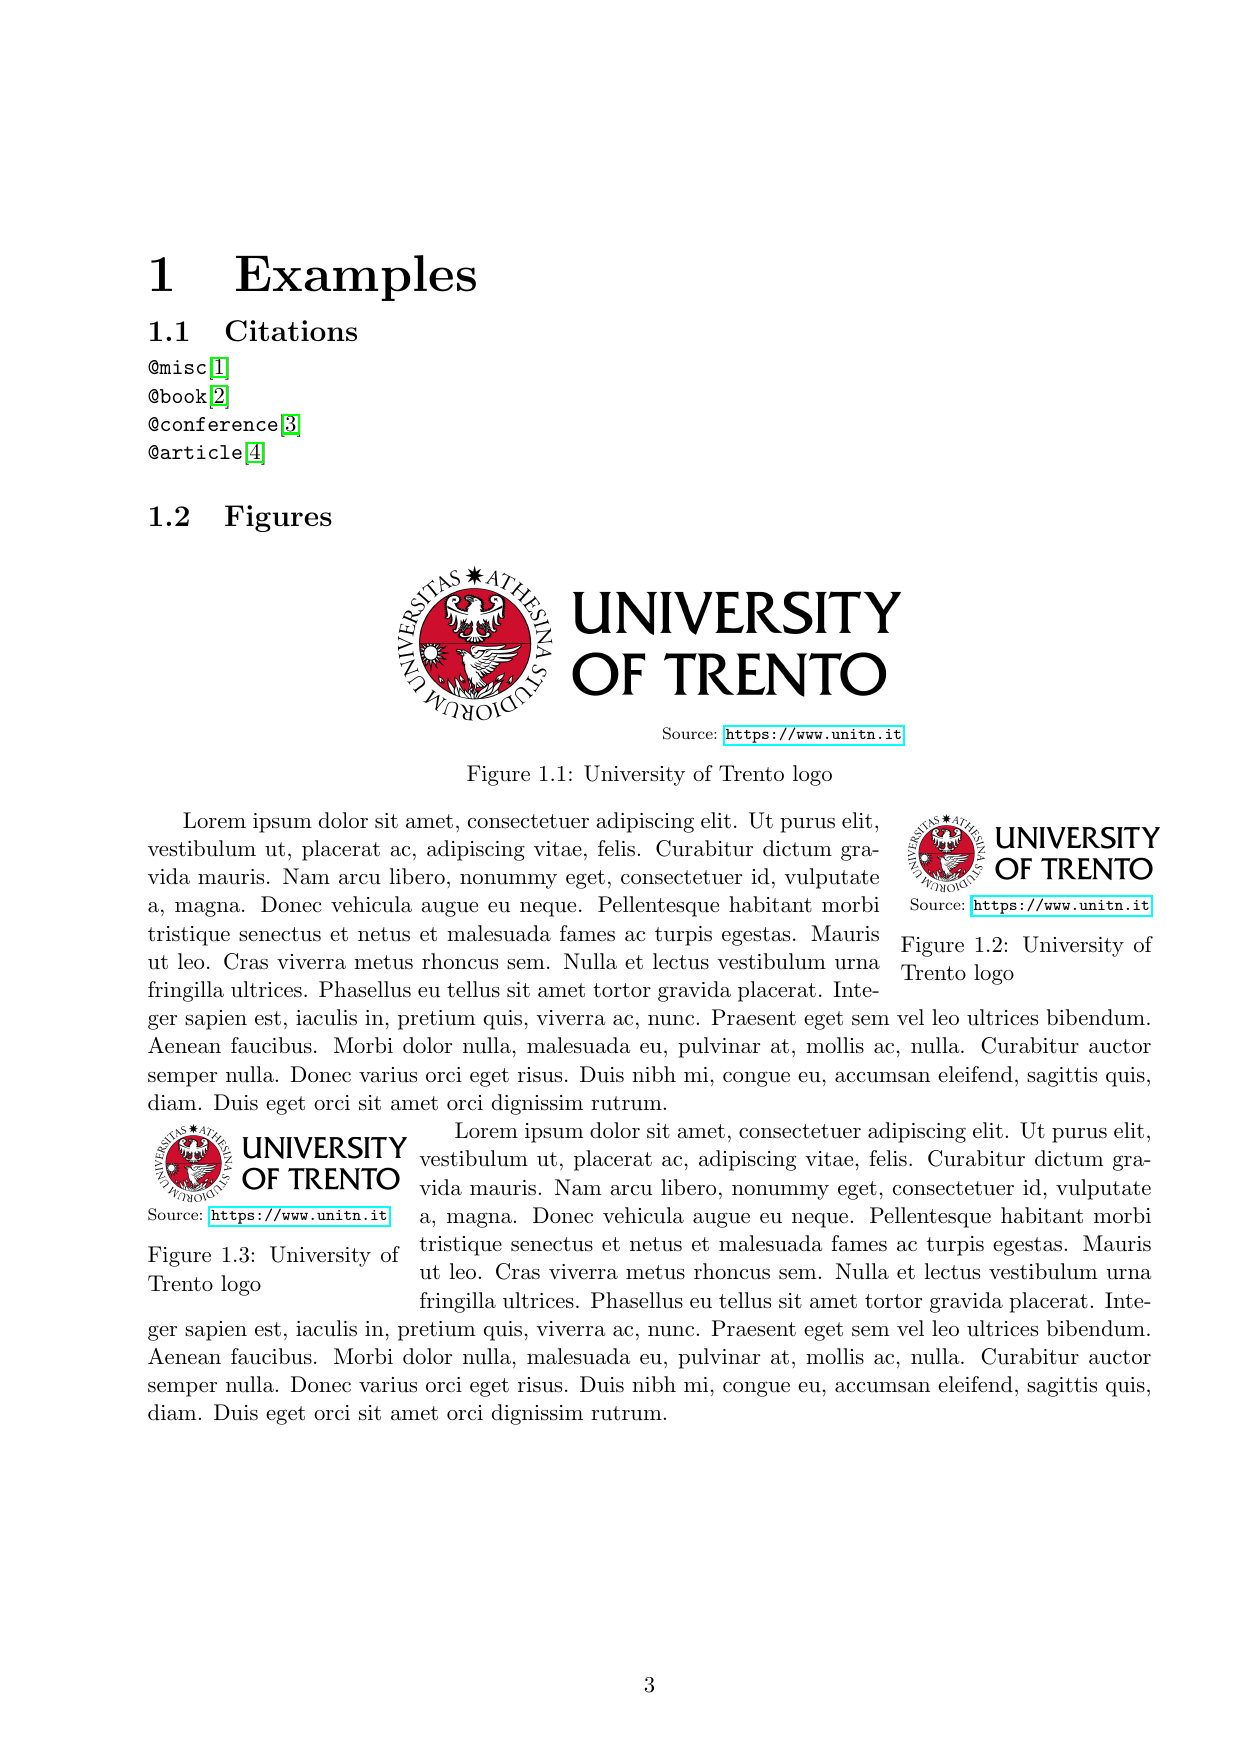 1 Examples
1.1 Citations
@misc[1]
@book[2]
@conference[3]
@article[4]
1.2 Figures
UNIVERSITAS ATHESINA STUDIORUM
UNIVERSITY
OF TRENTO
Source: https://www.unitn.it
Figure 1.1: University of Trento logo
Lorem ipsum dolor sit amet, consectetuer adipiscing elit. Ut purus elit,
vestibulum ut, placerat ac, adipiscing vitae, felis. Curabitur dictum gra-
vida mauris. Nam arcu libero, nonummy eget, consectetuer id, vulputate
a, magna. Donec vehicula augue eu neque. Pellentesque habitant morbi
tristique senectus et netus et malesuada fames ac turpis egestas. Mauris
ut leo. Cras viverra metus rhoncus sem. Nulla et lectus vestibulum urna
fringilla ultrices. Phasellus eu tellus sit amet tortor gravida placerat. Inte-
UNIVERSITAS ATHESINA STUDIORUM
UNIVERSITY
OF TRENTO
Source: https://www.unitn.it
Figure 1.2: University of
Trento logo
ger sapien est, iaculis in, pretium quis, viverra ac, nunc. Praesent eget sem vel leo ultrices bibendum.
Aenean faucibus. Morbi dolor nulla, malesuada eu, pulvinar at, mollis ac, nulla. Curabitur auctor
semper nulla. Donec varius orci eget risus. Duis nibh mi, congue eu, accumsan eleifend, sagittis quis,
diam. Duis eget orci sit amet orci dignissim rutrum.
UNIVERSITAS ATHESINA STUDIORUM
UNIVERSITY
OF TRENTO
Source: https://www.unitn.it
Figure 1.3: University of
Trento logo
Lorem ipsum dolor sit amet, consectetuer adipiscing elit. Ut purus elit,
vestibulum ut, placerat ac, adipiscing vitae, felis. Curabitur dictum gra-
vida mauris. Nam arcu libero, nonummy eget, consectetuer id, vulputate
a, magna. Donec vehicula augue eu neque. Pellentesque habitant morbi
tristique senectus et netus et malesuada fames ac turpis egestas. Mauris
ut leo. Cras viverra metus rhoncus sem. Nulla et lectus vestibulum urna
fringilla ultrices. Phasellus eu tellus sit amet tortor gravida placerat. Inte-
ger sapien est, iaculis in, pretium quis, viverra ac, nunc. Praesent eget sem vel leo ultrices bibendum.
Aenean faucibus. Morbi dolor nulla, malesuada eu, pulvinar at, mollis ac, nulla. Curabitur auctor
semper nulla. Donec varius orci eget risus. Duis nibh mi, congue eu, accumsan eleifend, sagittis quis,
diam. Duis eget orci sit amet orci dignissim rutrum.
3